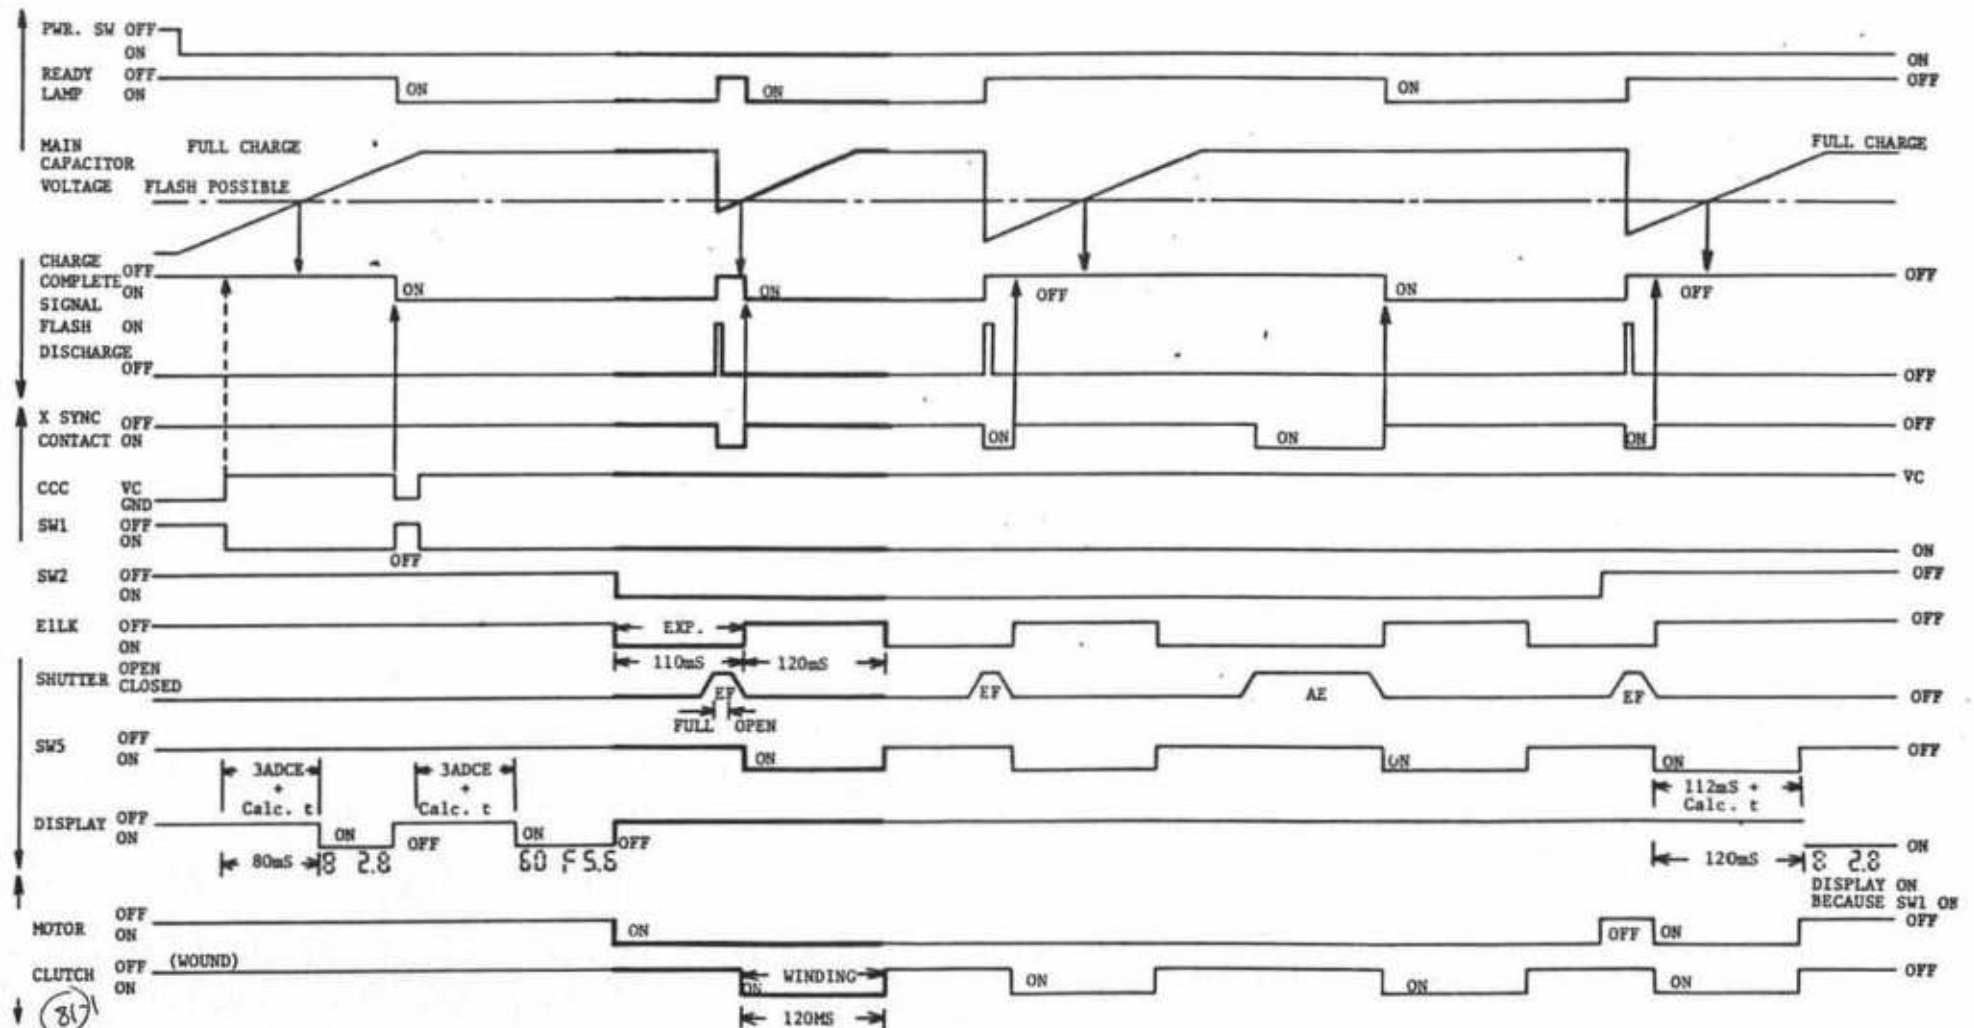 PWR. SW OFF
ON
ON
READY OFF
LAMP ON
ON
ON
ON
OFF
MAIN
CAPACITOR
VOLTAGE
FULL CHARGE
FULL CHARGE
FLASH POSSIBLE
CHARGE
COMPLETE OFF
ON
SIGNAL
ON
ON
OFF
ON
OFF
OFF
FLASH ON
DISCHARGE
OFF
OFF
X SYNC OFF
CONTACT ON
ON
ON
ON
OFF
CCC VC
GND
VC
SW1 OFF
ON
OFF
ON
SW2 OFF
ON
OFF
E1LK OFF
ON
EXP.
OFF
110mS
120mS
SHUTTER OPEN
CLOSED
EF
EF
AE
EF
OFF
FULL OPEN
SW5 OFF
ON
ON
ON
ON
OFF
3ADCE
+
Calc. t
3ADCE
+
Calc. t
112mS +
Calc. t
DISPLAY OFF
ON
ON
OFF
ON
OFF
ON
80mS
8 2.8
60 F5.6
120mS
8 2.8
DISPLAY ON
BECAUSE SW1 ON
MOTOR OFF
ON
ON
OFF
ON
OFF
CLUTCH OFF
ON
(WOUND)
ON
WINDING
ON
ON
ON
OFF
120MS